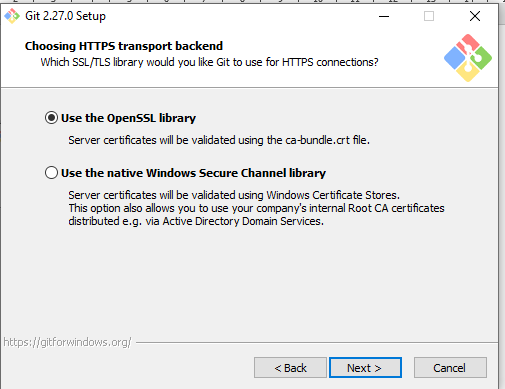 Git 2.27.0 Setup
Choosing HTTPS transport backend
Which SSL/TLS library would you like Git to use for HTTPS connections?
Use the OpenSSL library
Server certificates will be validated using the ca-bundle.crt file.
Use the native Windows Secure Channel library
Server certificates will be validated using Windows Certificate Stores.
This option also allows you to use your company's internal Root CA certificates
distributed e.g. via Active Directory Domain Services.
https://gitforwindows.org/
< Back
Next >
Cancel